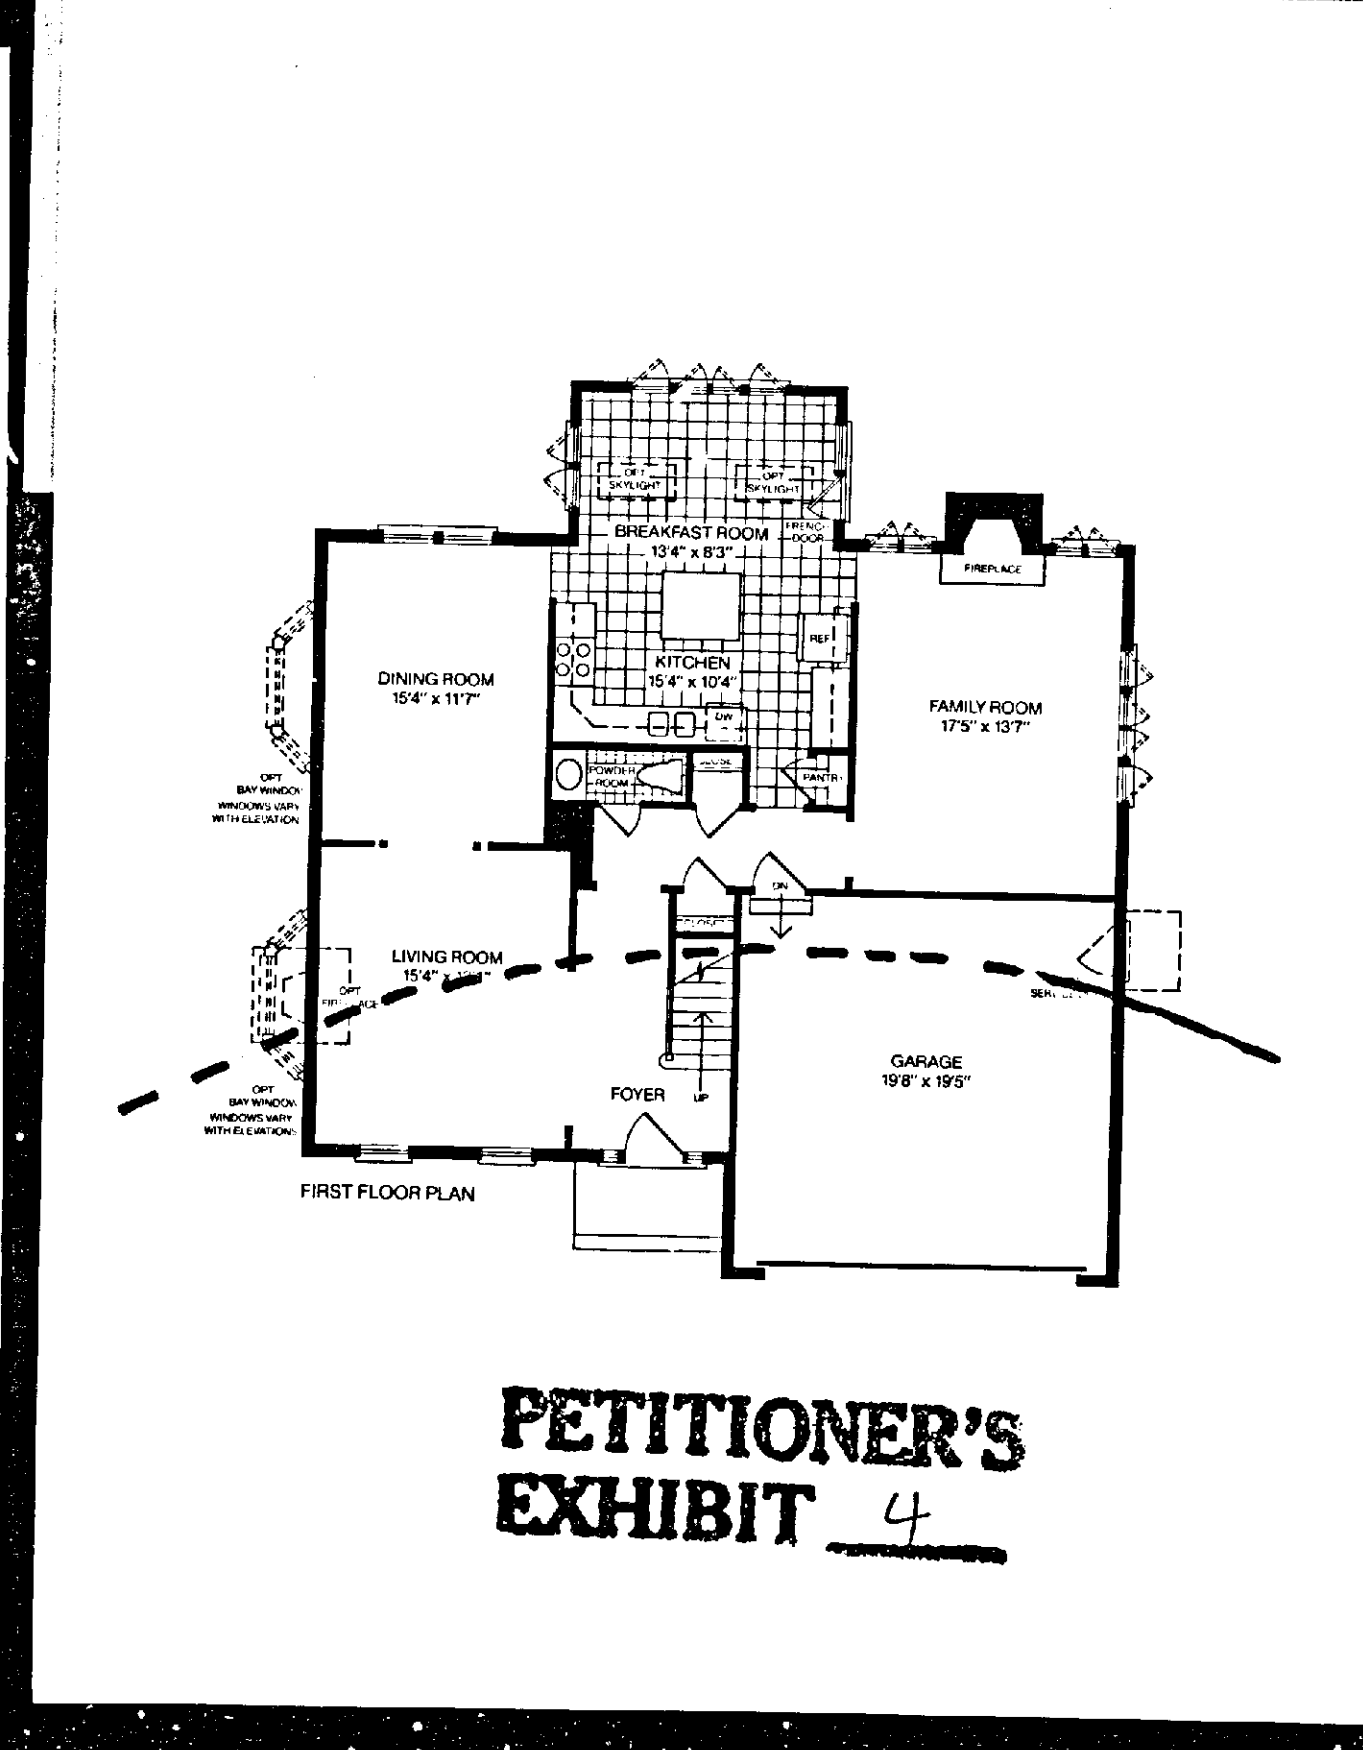 OPT
SKYLIGHT
OPT
SKYLIGHT
BREAKFAST ROOM
13'4" x 8'3"
FRENCH
DOOR
FIREPLACE
REF
KITCHEN
15'4" x 10'4"
DINING ROOM
15'4" x 11'7"
FAMILY ROOM
17'5" x 13'7"
DW
POWDER
ROOM
PANTRY
OPT
BAY WINDOW
WINDOWS VARY
WITH ELEVATION
DN
CLOSET
LIVING ROOM
15'4" x
OPT
GARAGE
19'8" x 19'5"
FOYER
UP
OPT
BAY WINDOW
WINDOWS VARY
WITH ELEVATIONS
FIRST FLOOR PLAN
PETITIONER'S
EXHIBIT 4